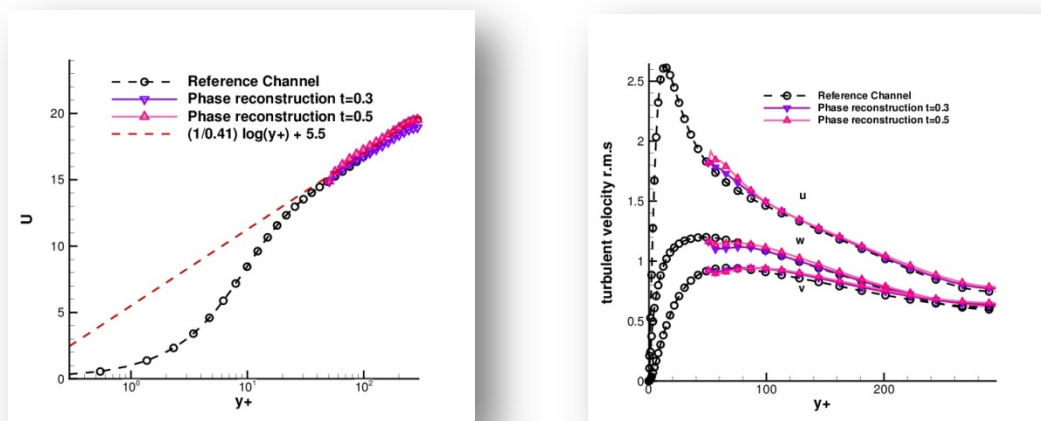 Reference Channel
Phase reconstruction t=0.3
Phase reconstruction t=0.5
(1/0.41) log(y+) + 5.5
20
15
10
5
0
U
10⁰
10¹
10²
y+
Reference Channel
Phase reconstruction t=0.3
Phase reconstruction t=0.5
2.5
2
1.5
1
0.5
0
turbulent velocity r.m.s
u
w
v
0
100
200
y+